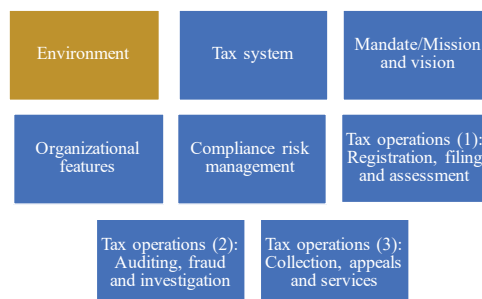 Environment
Tax system
Mandate/Mission
and vision
Organizational
features
Compliance risk
management
Tax operations (1):
Registration, filing
and assessment
Tax operations (2):
Auditing, fraud
and investigation
Tax operations (3):
Collection, appeals
and services